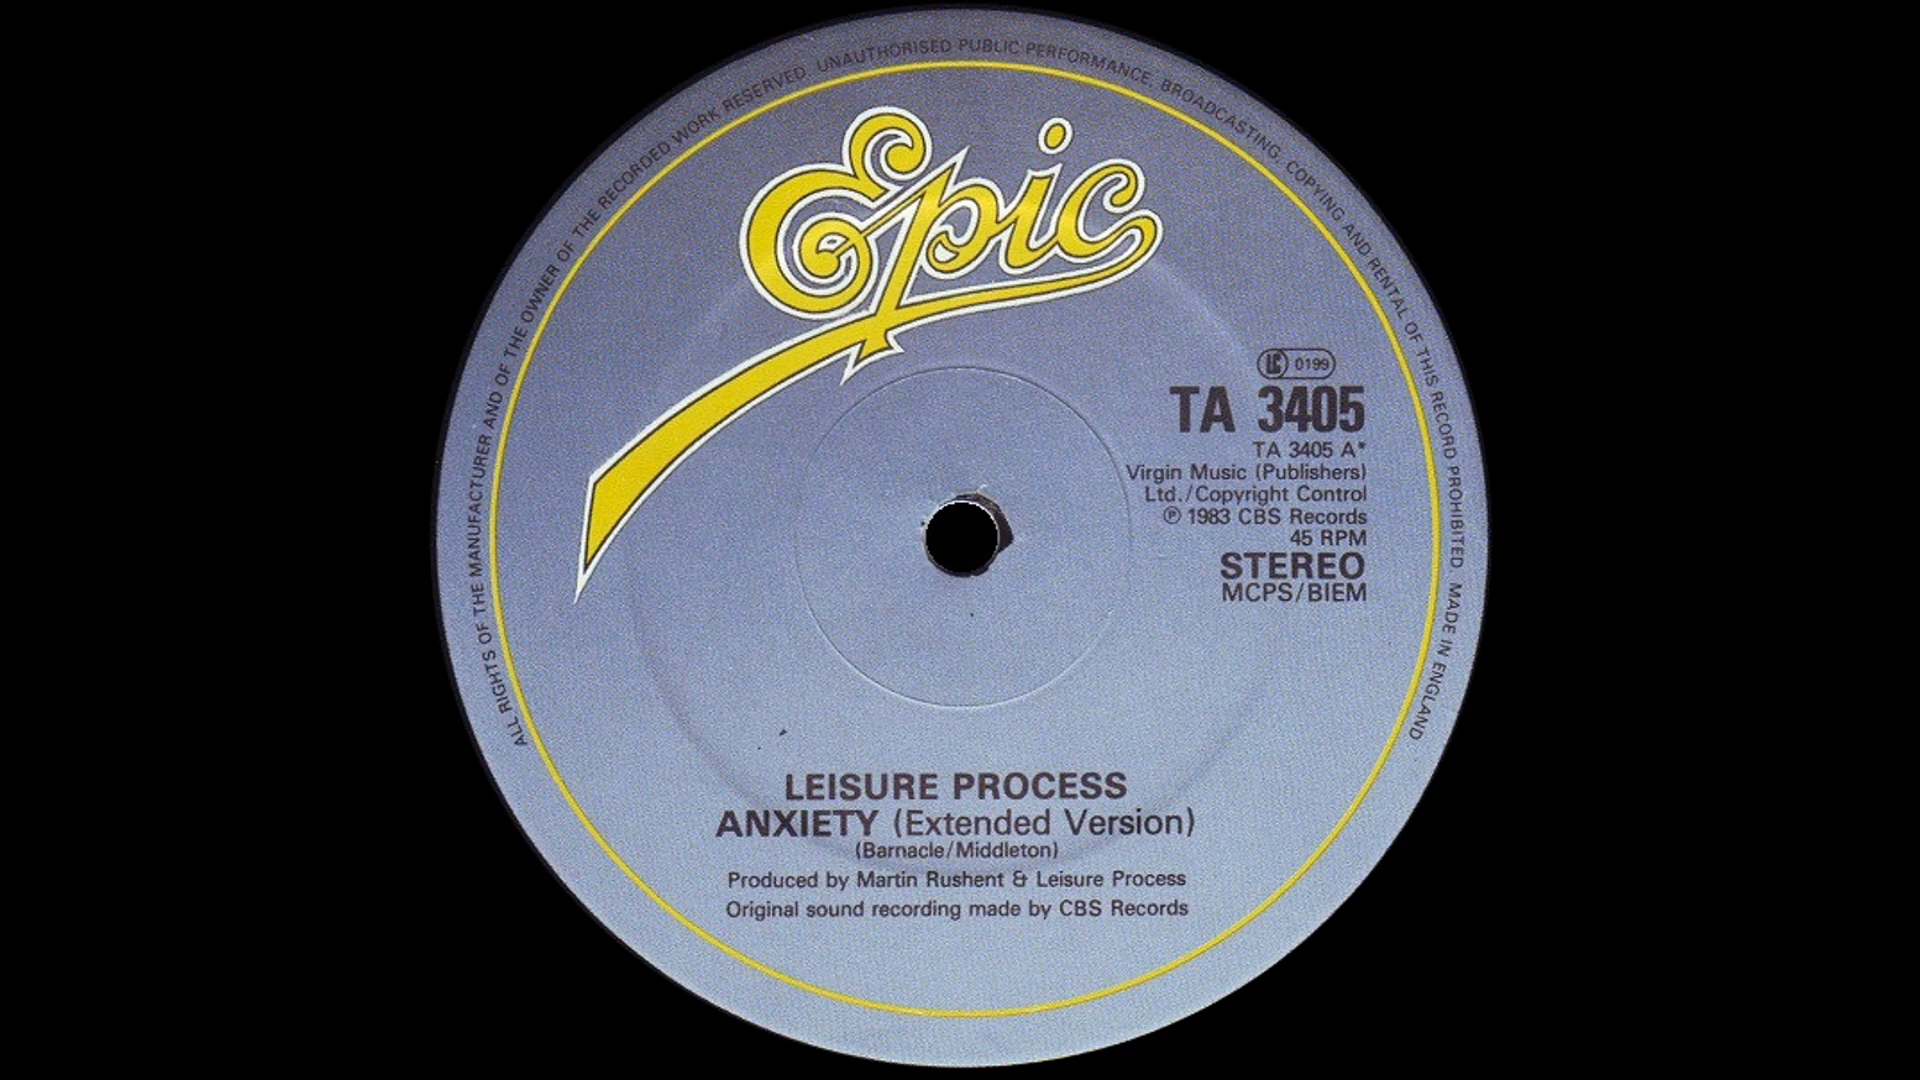 ALL RIGHTS OF THE MANUFACTURER AND OF THE OWNER OF THE RECORDED WORK RESERVED. UNAUTHORISED PUBLIC PERFORMANCE, BROADCASTING, COPYING AND RENTAL OF THIS RECORD PROHIBITED. MADE IN ENGLAND
Epic
LC 0199
TA 3405
TA 3405 A*
Virgin Music (Publishers)
Ltd./Copyright Control
℗ 1983 CBS Records
45 RPM
STEREO
MCPS/BIEM
LEISURE PROCESS
ANXIETY (Extended Version)
(Barnacle/Middleton)
Produced by Martin Rushent & Leisure Process
Original sound recording made by CBS Records